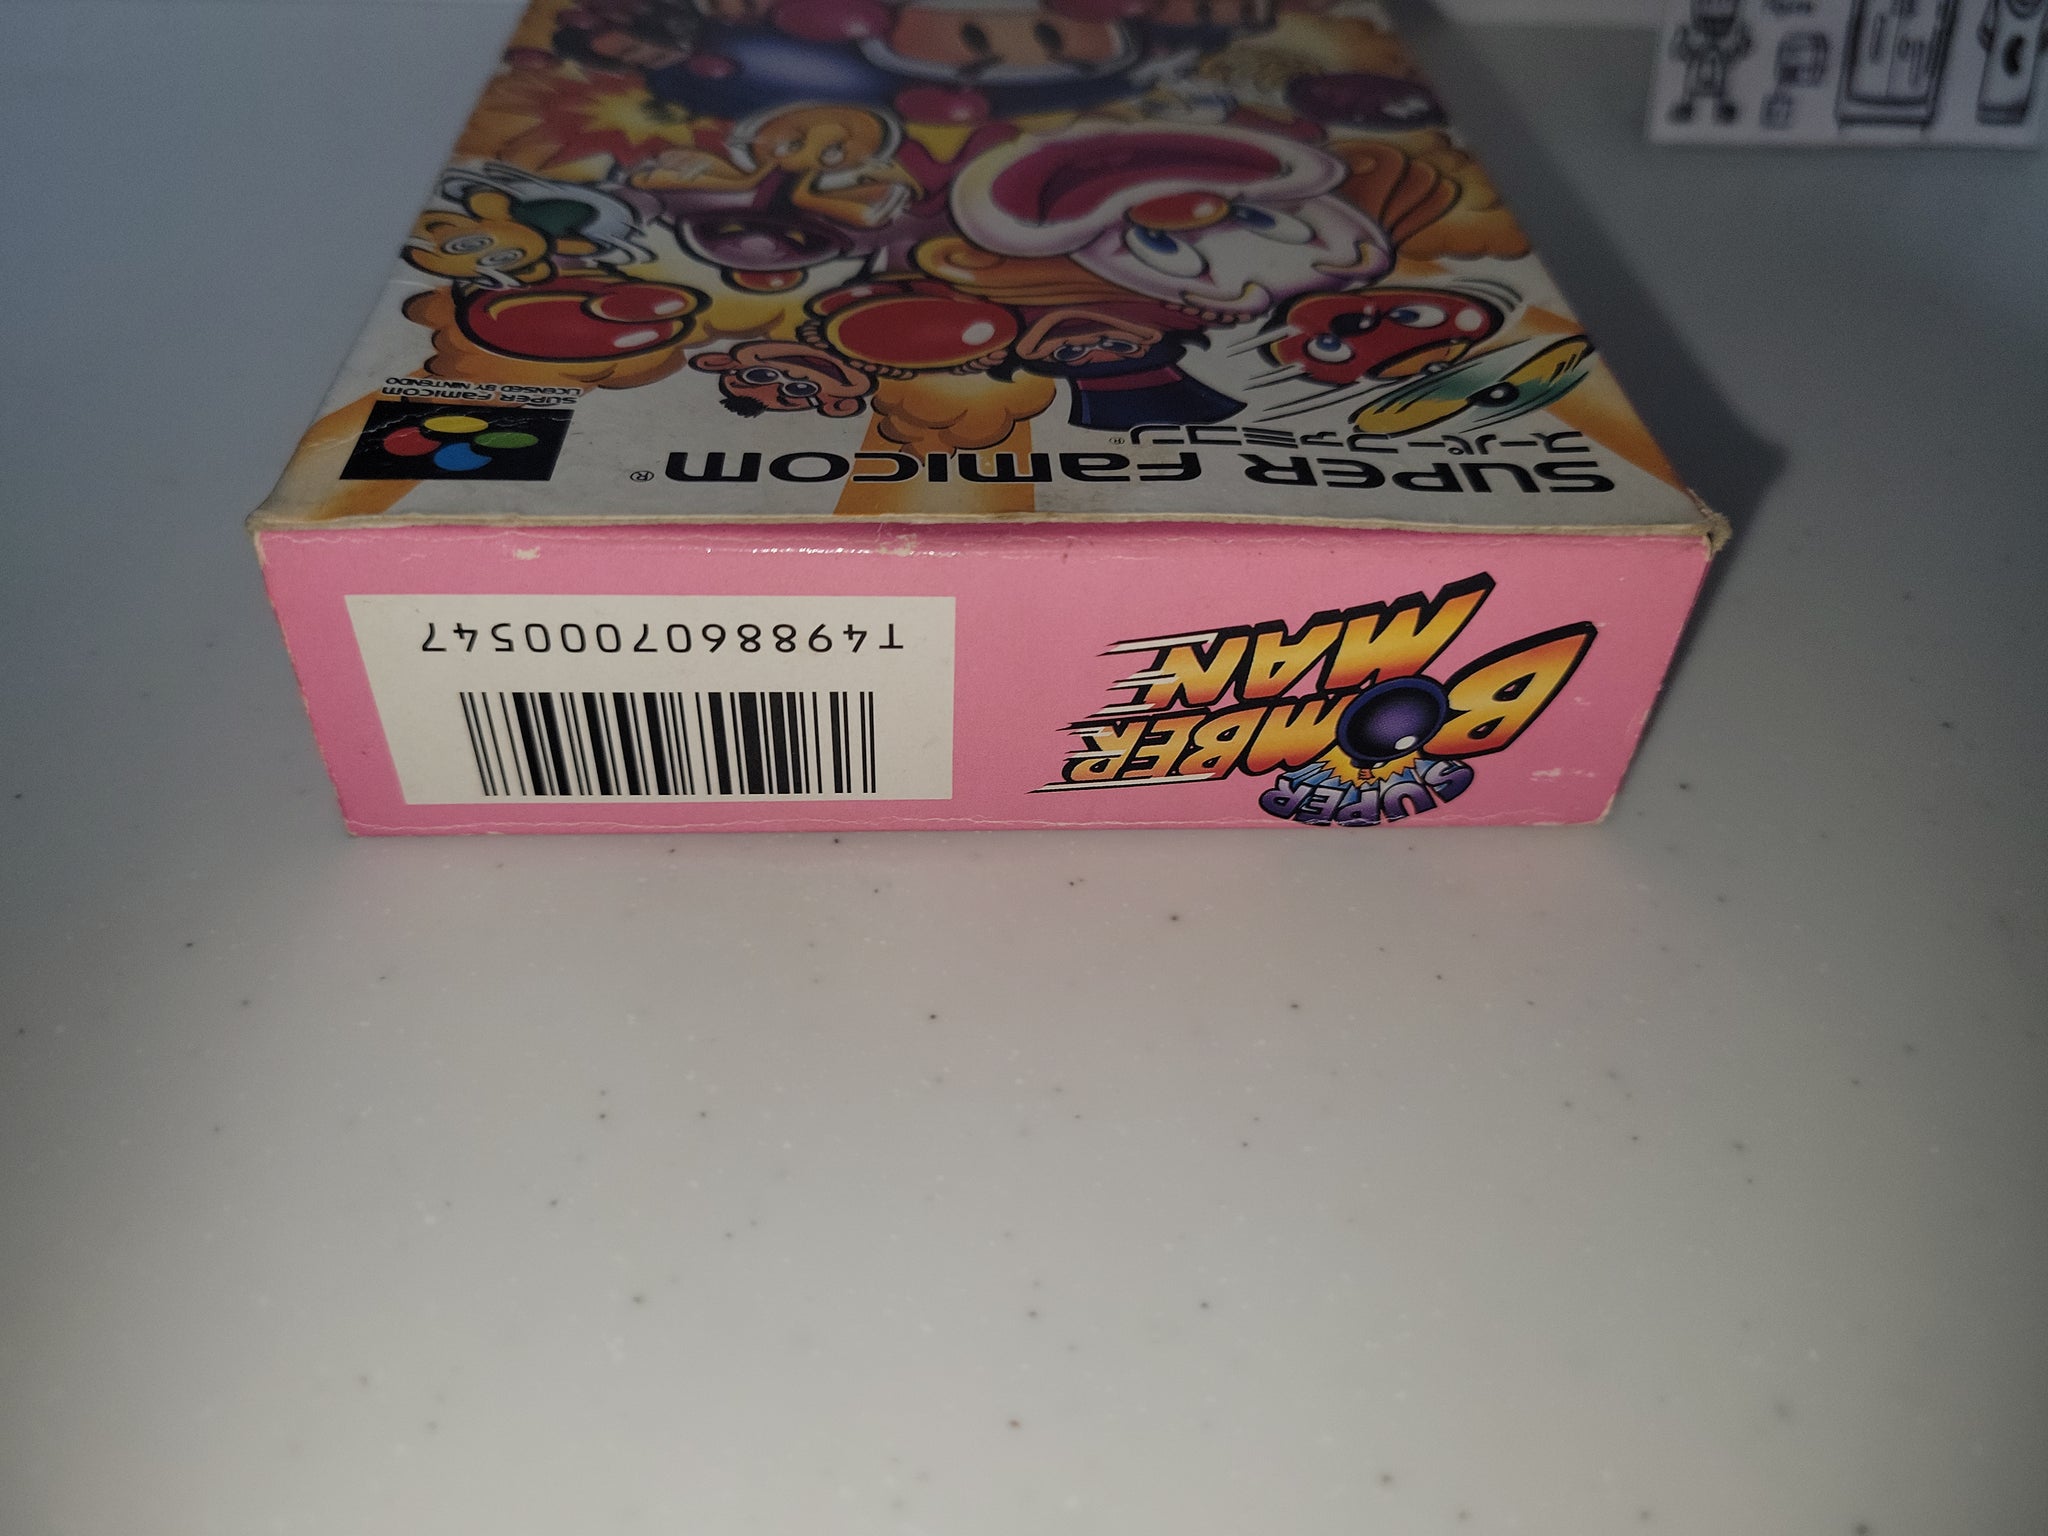 SUPER FAMICOM®
スーパーファミコン®
SUPER FAMICOM
LICENSED BY NINTENDO
SUPER
BOMBER
MAN
T4988607000547